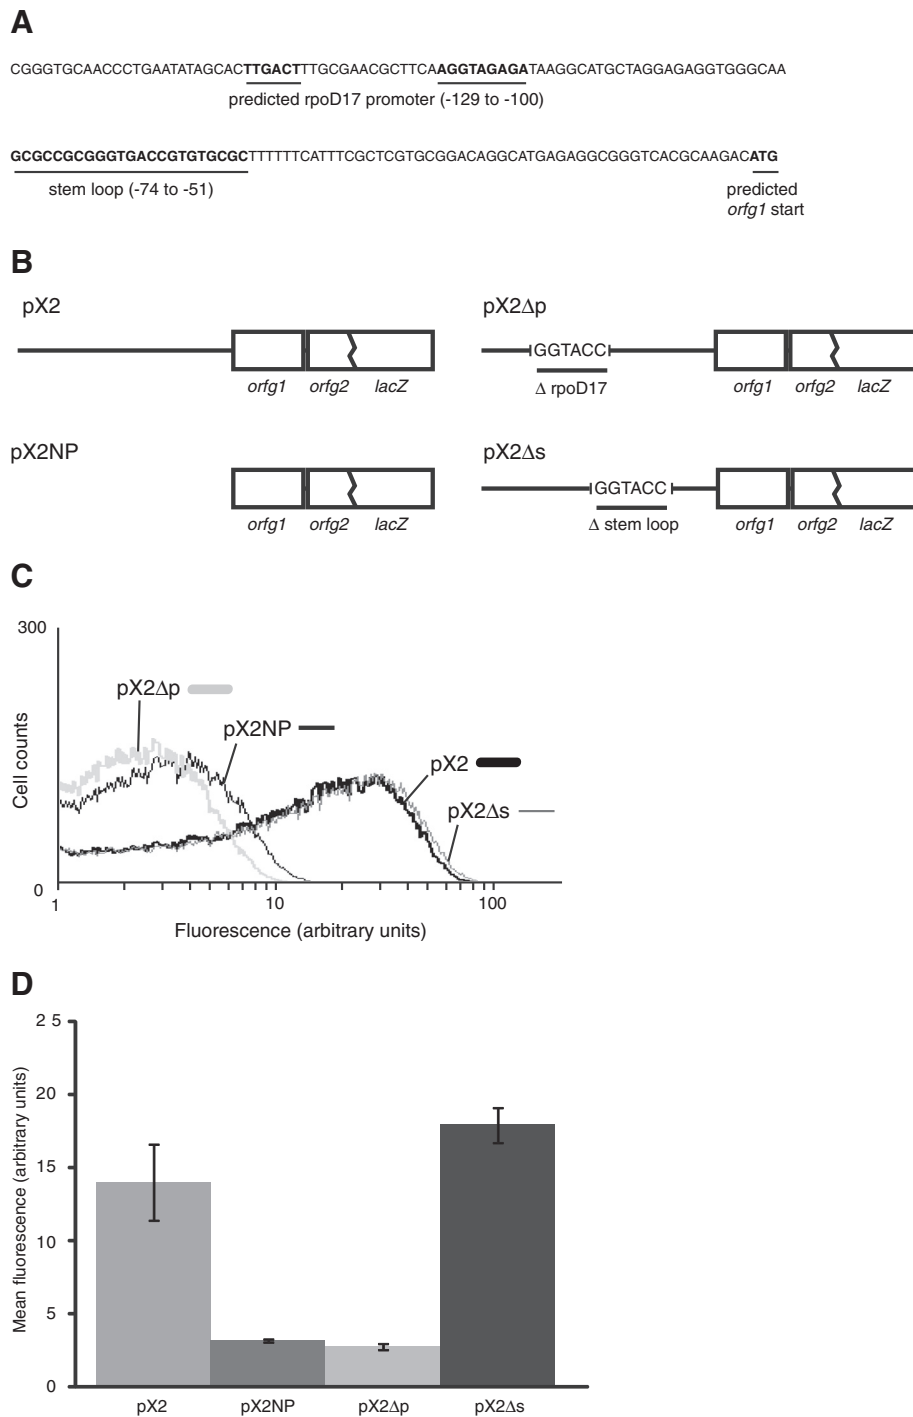 A
CGGGTGCAACCCTGAATATAGCACTTGACTTTGCGAACGCTTCAAGGTAGAGATAAGGCATGCTAGGAGAGGTGGGCAA
predicted rpoD17 promoter (-129 to -100)
GCGCCGCGGGTGACCGTGTGCGCTTTTTTCATTTCGCTCGTGCGGACAGGCATGAGAGGCGGGTCACGCAAGACATG
stem loop (-74 to -51)
predicted
orfg1 start
B
pX2
orfg1 orfg2 lacZ
pX2Δp
GGTACC
Δ rpoD17
orfg1 orfg2 lacZ
pX2NP
orfg1 orfg2 lacZ
pX2Δs
GGTACC
Δ stem loop
orfg1 orfg2 lacZ
C
300
Cell counts
pX2Δp
pX2NP
pX2
pX2Δs
0
1 10 100
Fluorescence (arbitrary units)
D
Mean fluorescence (arbitrary units)
2 5
20
15
10
5
0
pX2 pX2NP pX2Δp pX2Δs